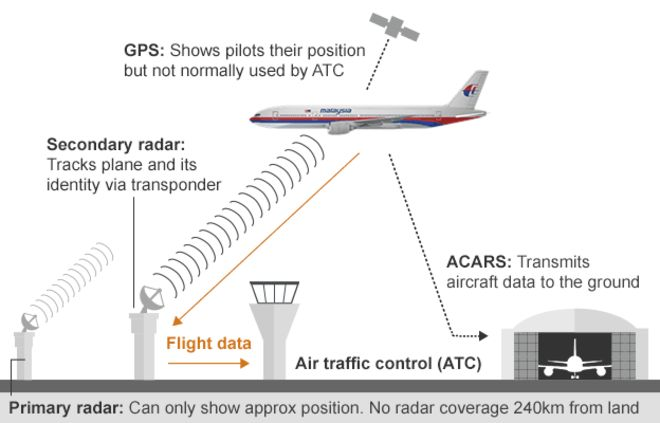 GPS: Shows pilots their position
but not normally used by ATC
malaysia
Secondary radar:
Tracks plane and its
identity via transponder
ACARS: Transmits
aircraft data to the ground
Flight data
Air traffic control (ATC)
Primary radar: Can only show approx position. No radar coverage 240km from land